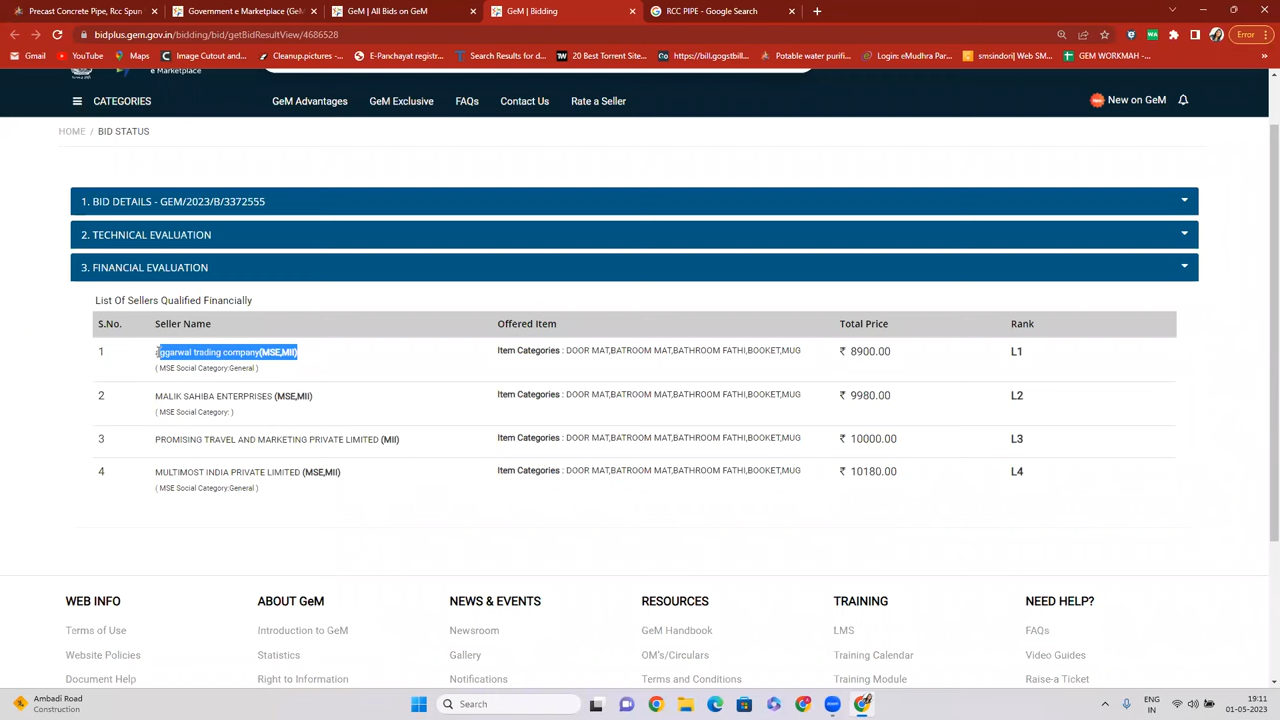 Precast Concrete Pipe, Rcc Spun
Government e Marketplace (GeM
GeM | All Bids on GeM
GeM | Bidding
RCC PIPE - Google Search
bidplus.gem.gov.in/bidding/bid/getBidResultView/4686528
Error
Gmail
YouTube
Maps
Image Cutout and...
Cleanup.pictures -...
E-Panchayat registr...
Search Results for d...
20 Best Torrent Site...
https://bill.gogstbill...
Potable water purifi...
Login: eMudhra Par...
smsindori| Web SM...
GEM WORKMAH -...
e Marketplace
CATEGORIES
GeM Advantages
GeM Exclusive
FAQs
Contact Us
Rate a Seller
New on GeM
HOME / BID STATUS
1. BID DETAILS - GEM/2023/B/3372555
2. TECHNICAL EVALUATION
3. FINANCIAL EVALUATION
List Of Sellers Qualified Financially
S.No. Seller Name Offered Item Total Price Rank
1 aggarwal trading company(MSE,MII) Item Categories : DOOR MAT,BATROOM MAT,BATHROOM FATHI,BOOKET,MUG ₹ 8900.00 L1
( MSE Social Category:General )
2 MALIK SAHIBA ENTERPRISES (MSE,MII) Item Categories : DOOR MAT,BATROOM MAT,BATHROOM FATHI,BOOKET,MUG ₹ 9980.00 L2
( MSE Social Category: )
3 PROMISING TRAVEL AND MARKETING PRIVATE LIMITED (MII) Item Categories : DOOR MAT,BATROOM MAT,BATHROOM FATHI,BOOKET,MUG ₹ 10000.00 L3
4 MULTIMOST INDIA PRIVATE LIMITED (MSE,MII) Item Categories : DOOR MAT,BATROOM MAT,BATHROOM FATHI,BOOKET,MUG ₹ 10180.00 L4
( MSE Social Category:General )
WEB INFO
ABOUT GeM
NEWS & EVENTS
RESOURCES
TRAINING
NEED HELP?
Terms of Use
Introduction to GeM
Newsroom
GeM Handbook
LMS
FAQs
Website Policies
Statistics
Gallery
OM's/Circulars
Training Calendar
Video Guides
Document Help
Right to Information
Notifications
Terms and Conditions
Training Module
Raise-a Ticket
Ambadi Road
Construction
Search
ENG
IN
19:11
01-05-2023